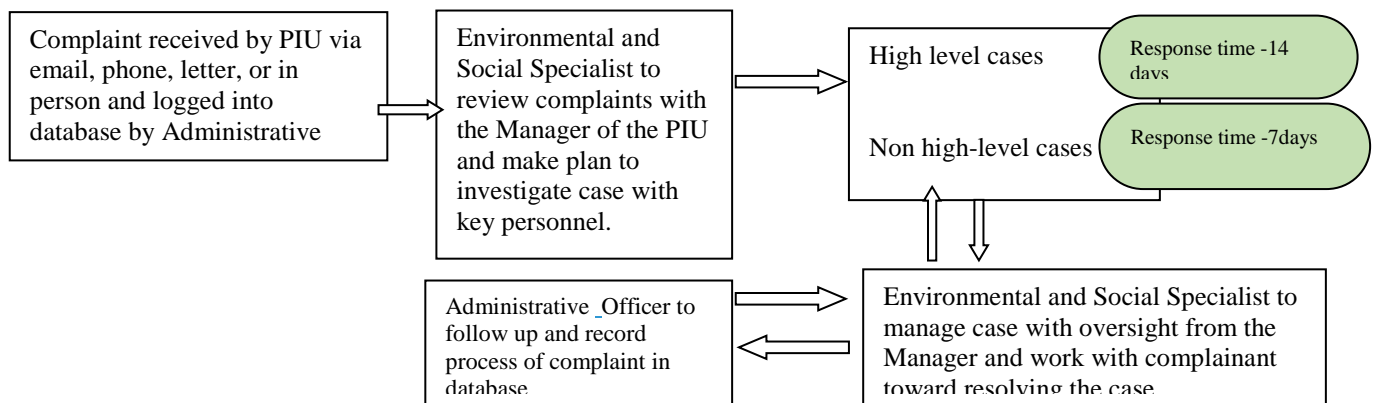 Complaint received by PIU via
email, phone, letter, or in
person and logged into
database by Administrative
Environmental and
Social Specialist to
review complaints with
the Manager of the PIU
and make plan to
investigate case with
key personnel.
High level cases
Response time -14
days
Non high-level cases
Response time -7days
Administrative Officer to
follow up and record
process of complaint in
database
Environmental and Social Specialist to
manage case with oversight from the
Manager and work with complainant
toward resolving the case